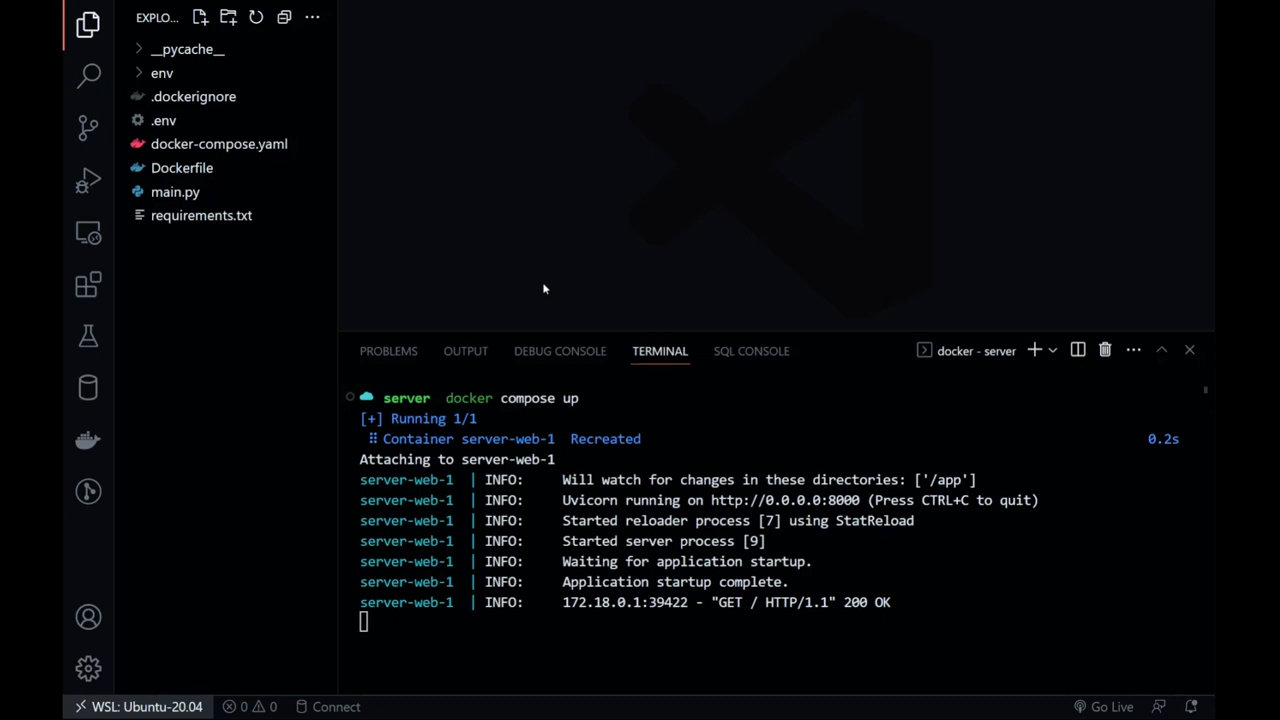 EXPLO...
__pycache__
env
.dockerignore
.env
docker-compose.yaml
Dockerfile
main.py
requirements.txt
PROBLEMS OUTPUT DEBUG CONSOLE TERMINAL SQL CONSOLE docker - server
server docker compose up
[+] Running 1/1
⠿ Container server-web-1 Recreated 0.2s
Attaching to server-web-1
server-web-1 | INFO: Will watch for changes in these directories: ['/app']
server-web-1 | INFO: Uvicorn running on http://0.0.0.0:8000 (Press CTRL+C to quit)
server-web-1 | INFO: Started reloader process [7] using StatReload
server-web-1 | INFO: Started server process [9]
server-web-1 | INFO: Waiting for application startup.
server-web-1 | INFO: Application startup complete.
server-web-1 | INFO: 172.18.0.1:39422 - "GET / HTTP/1.1" 200 OK
WSL: Ubuntu-20.04 0 0 Connect Go Live